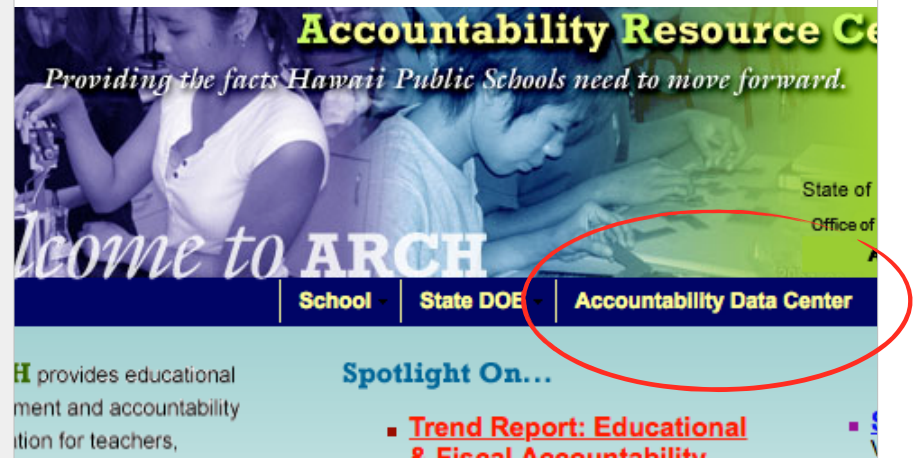 Accountability Resource Ce
Providing the facts Hawaii Public Schools need to move forward.
State of
Office of
A
lcome to ARCH
School
State DOE
Accountability Data Center
H provides educational
ment and accountability
tion for teachers,
Spotlight On...
Trend Report: Educational
& Fiscal Accountability